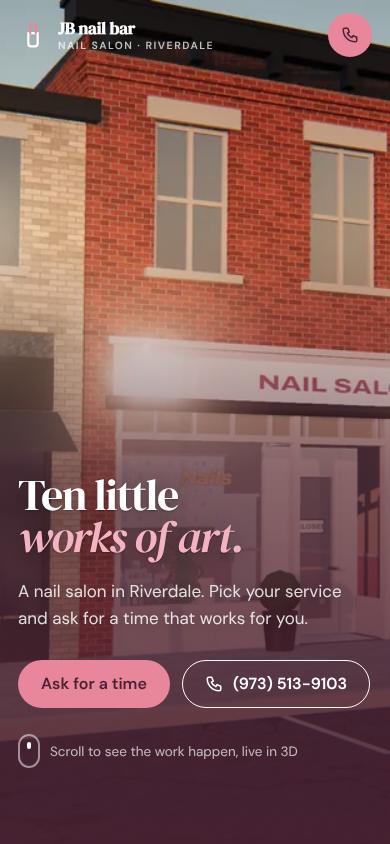 JB nail bar
NAIL SALON · RIVERDALE
NAIL SAL
Nails
CLOSED
Ten little
works of art.
A nail salon in Riverdale. Pick your service
and ask for a time that works for you.
Ask for a time
(973) 513-9103
Scroll to see the work happen, live in 3D